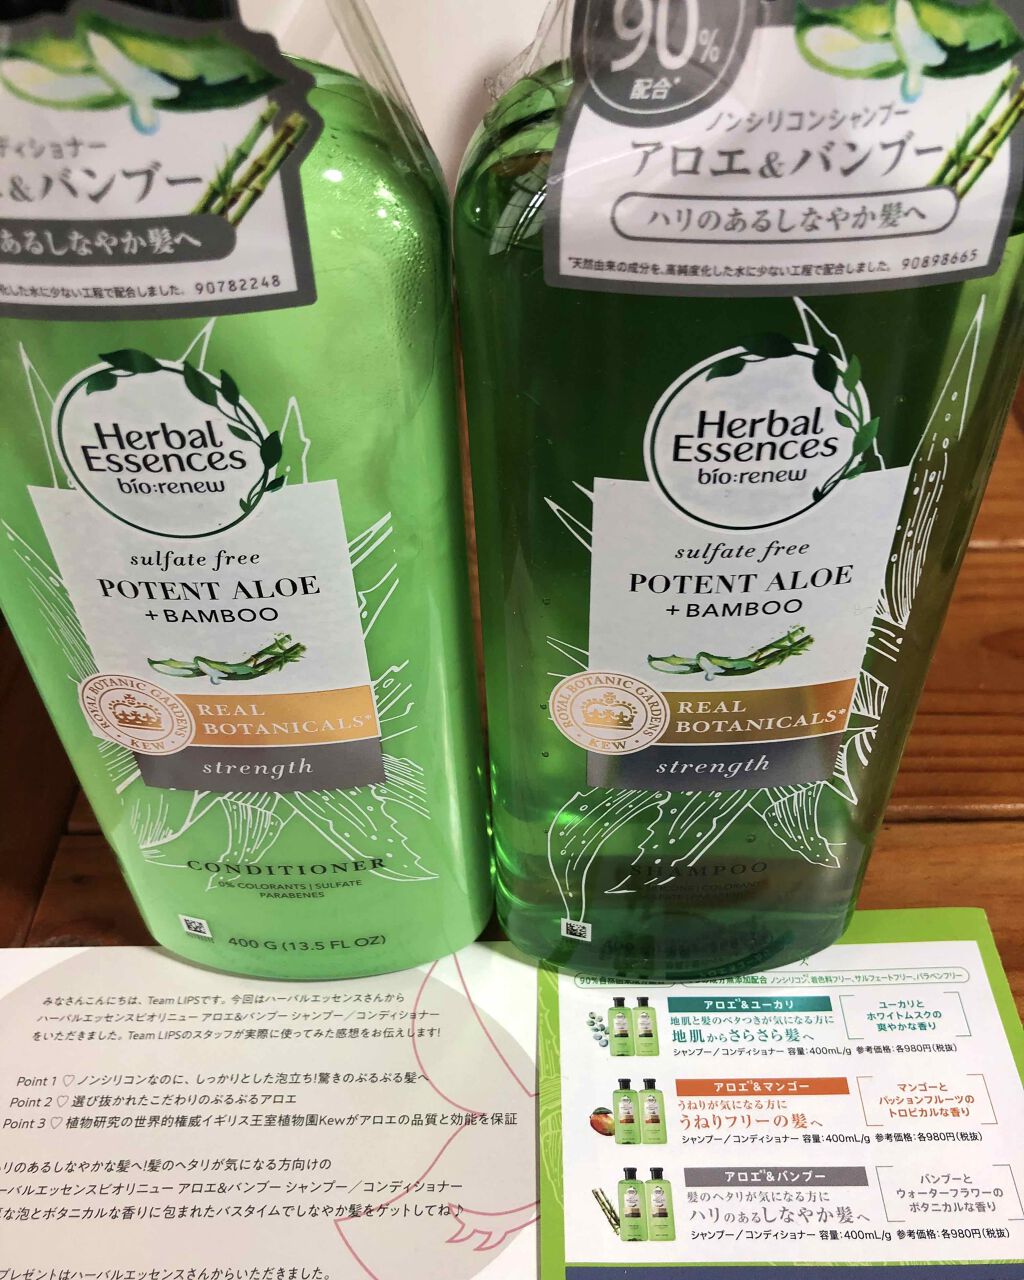 ディショナー
&バンブー
あるしなやか髪へ
化した水に少ない工程で配合しました。 90782248
90%
配合*
ノンシリコンシャンプー
アロエ&バンブー
ハリのあるしなやか髪へ
*天然由来の成分を、高純度化した水に少ない工程で配合しました。 90898665
Herbal
Essences
bio:renew
sulfate free
POTENT ALOE
+BAMBOO
ROYAL BOTANIC GARDENS
KEW
REAL
BOTANICALS*
strength
CONDITIONER
0% COLORANTS | SULFATE
PARABENES
400 G (13.5 FL OZ)
Herbal
Essences
bio:renew
sulfate free
POTENT ALOE
+BAMBOO
ROYAL BOTANIC GARDENS
KEW
REAL
BOTANICALS*
strength
SHAMPOO
みなさんこんにちは、Team LIPSです。今回はハーバルエッセンスさんから
ハーバルエッセンスビオリニュー アロエ&バンブー シャンプー/コンディショナー
をいただきました。Team LIPSのスタッフが実際に使ってみた感想をお伝えします!
Point 1 ♡ ノンシリコンなのに、しっかりとした泡立ち!驚きのぷるぷる髪へ
Point 2 ♡ 選び抜かれたこだわりのぷるぷるアロエ
Point 3 ♡ 植物研究の世界的権威イギリス王室植物園Kewがアロエの品質と効能を保証
リのあるしなやかな髪へ!髪のヘタリが気になる方向けの
ーバルエッセンスビオリニュー アロエ&バンブー シャンプー/コンディショナー
な泡とボタニカルな香りに包まれたバスタイムでしなやか髪をゲットしてね♪
プレゼントはハーバルエッセンスさんからいただきました。
ノンシリコン、着色料フリー、サルフェートフリー、パラベンフリー
アロエ&ユーカリ
地肌と髪のベタつきが気になる方に
地肌からさらさら髪へ
シャンプー/コンディショナー 容量:400mL/g 参考価格:各980円(税抜)
ユーカリと
ホワイトムスクの
爽やかな香り
アロエ&マンゴー
うねりが気になる方に
うねりフリーの髪へ
シャンプー/コンディショナー 容量:400mL/g 参考価格:各980円(税抜)
マンゴーと
パッションフルーツの
トロピカルな香り
アロエ&バンブー
髪のヘタリが気になる方に
ハリのあるしなやか髪へ
シャンプー/コンディショナー 容量:400mL/g 参考価格:各980円(税抜)
バンブーと
ウォーターフラワーの
ボタニカルな香り